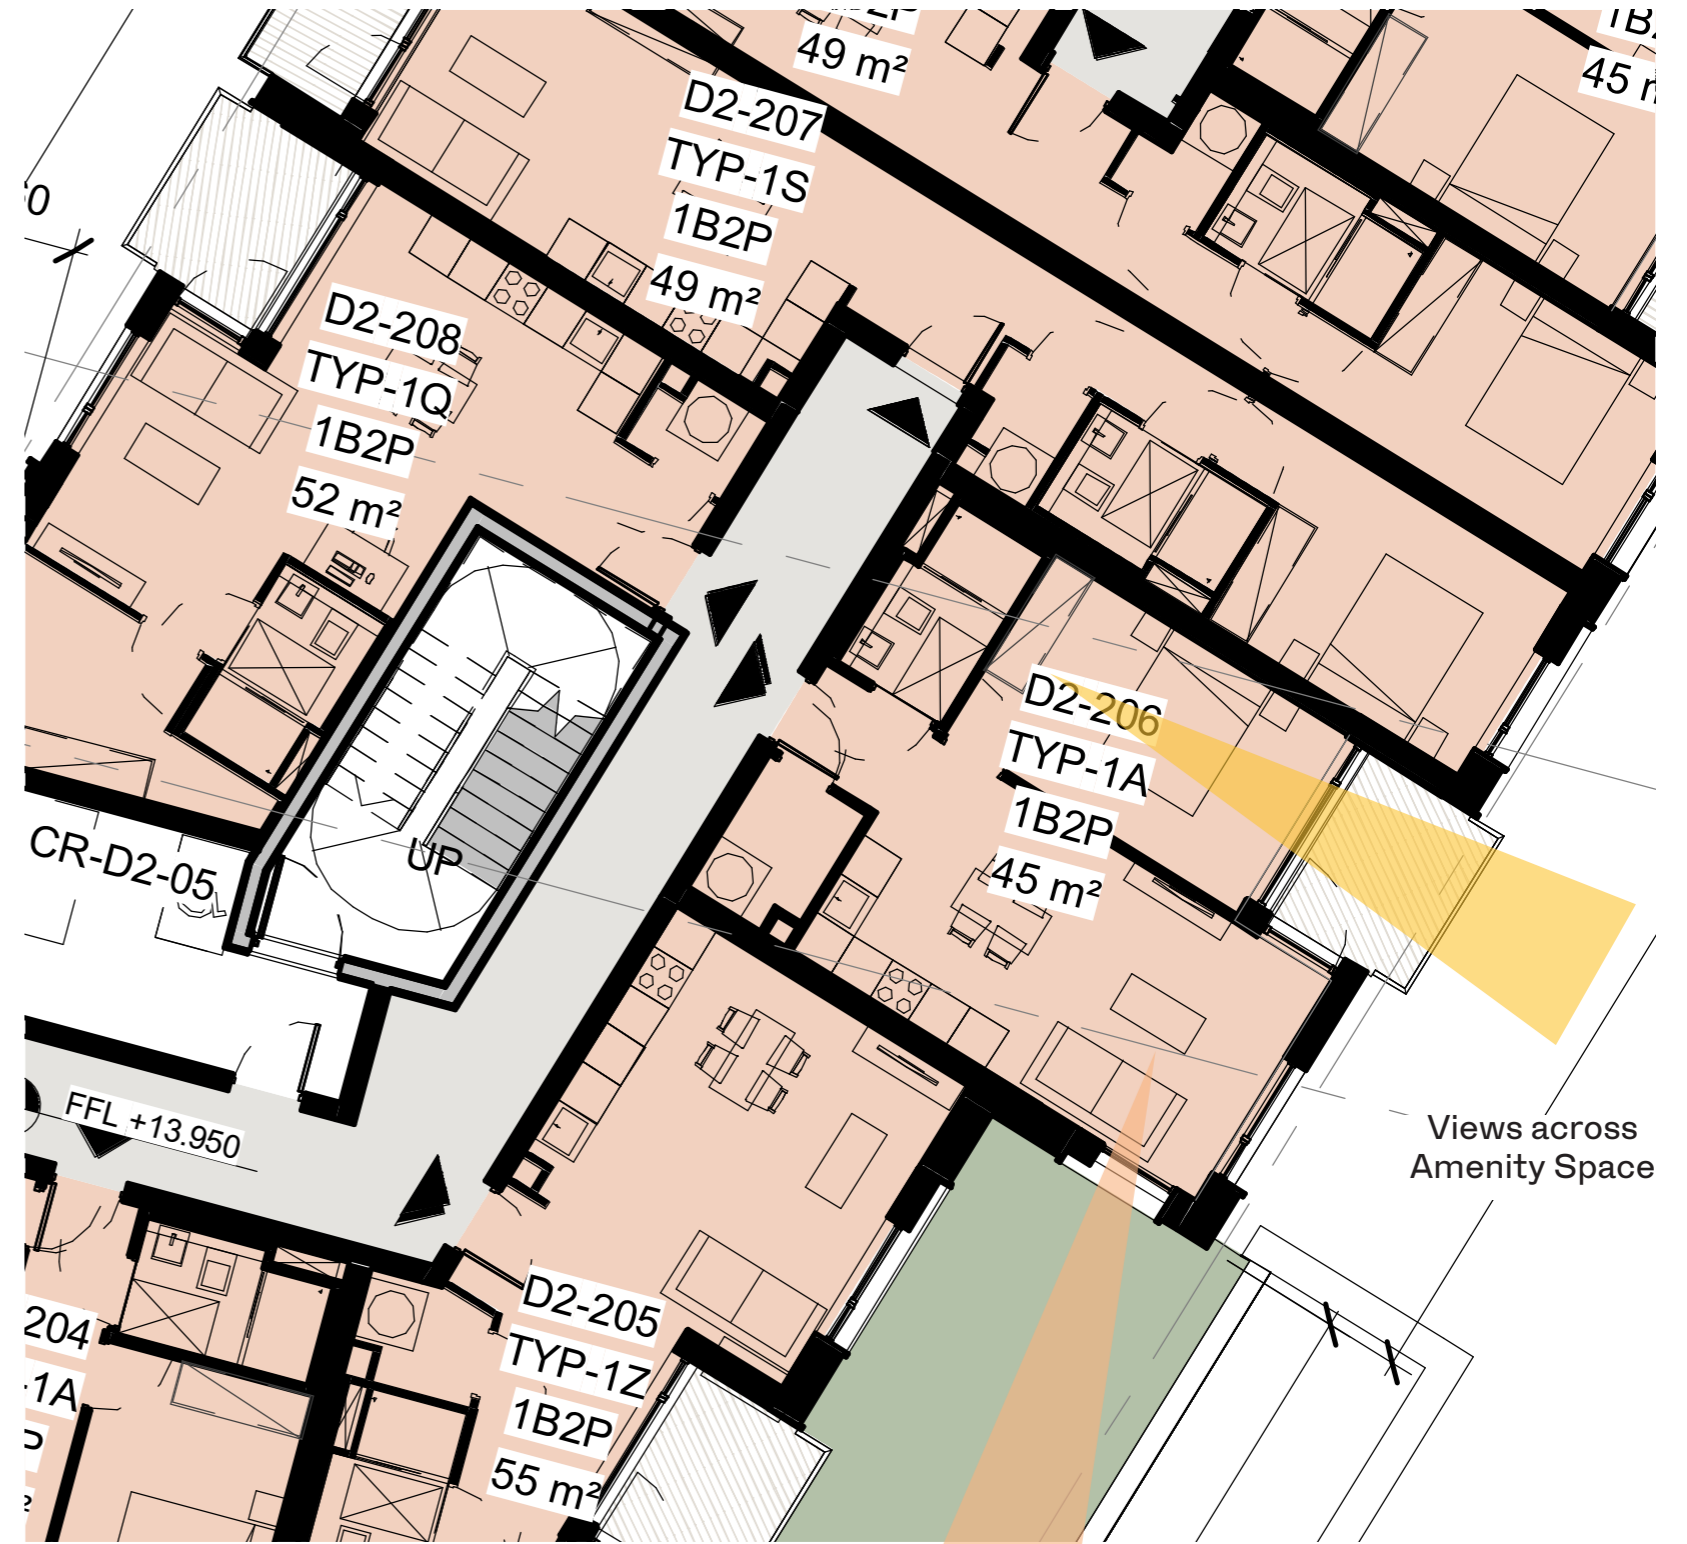 49 m²
45
D2-207
TYP-1S
1B2P
49 m²
D2-208
TYP-1Q
1B2P
52 m²
D2-206
TYP-1A
1B2P
45 m²
CR-D2-05
UP
FFL +13.950
Views across
Amenity Space
204
-1A
D2-205
TYP-1Z
1B2P
55 m²